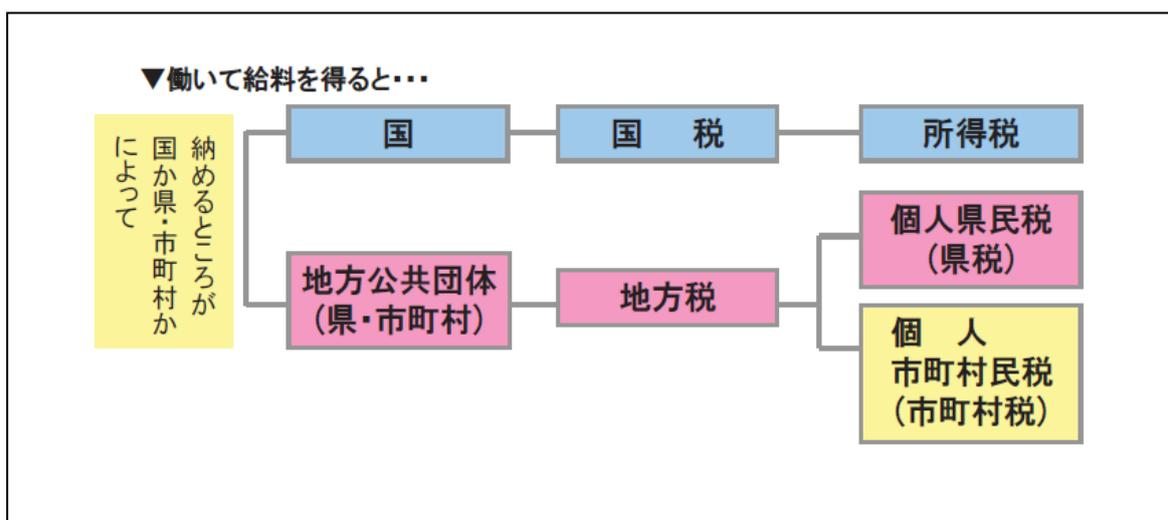 ▼働いて給料を得ると・・・
納めるところが
国か県・市町村か
によって
国
国　税
所得税
地方公共団体
（県・市町村）
地方税
個人県民税
（県税）
個　人
市町村民税
（市町村税）